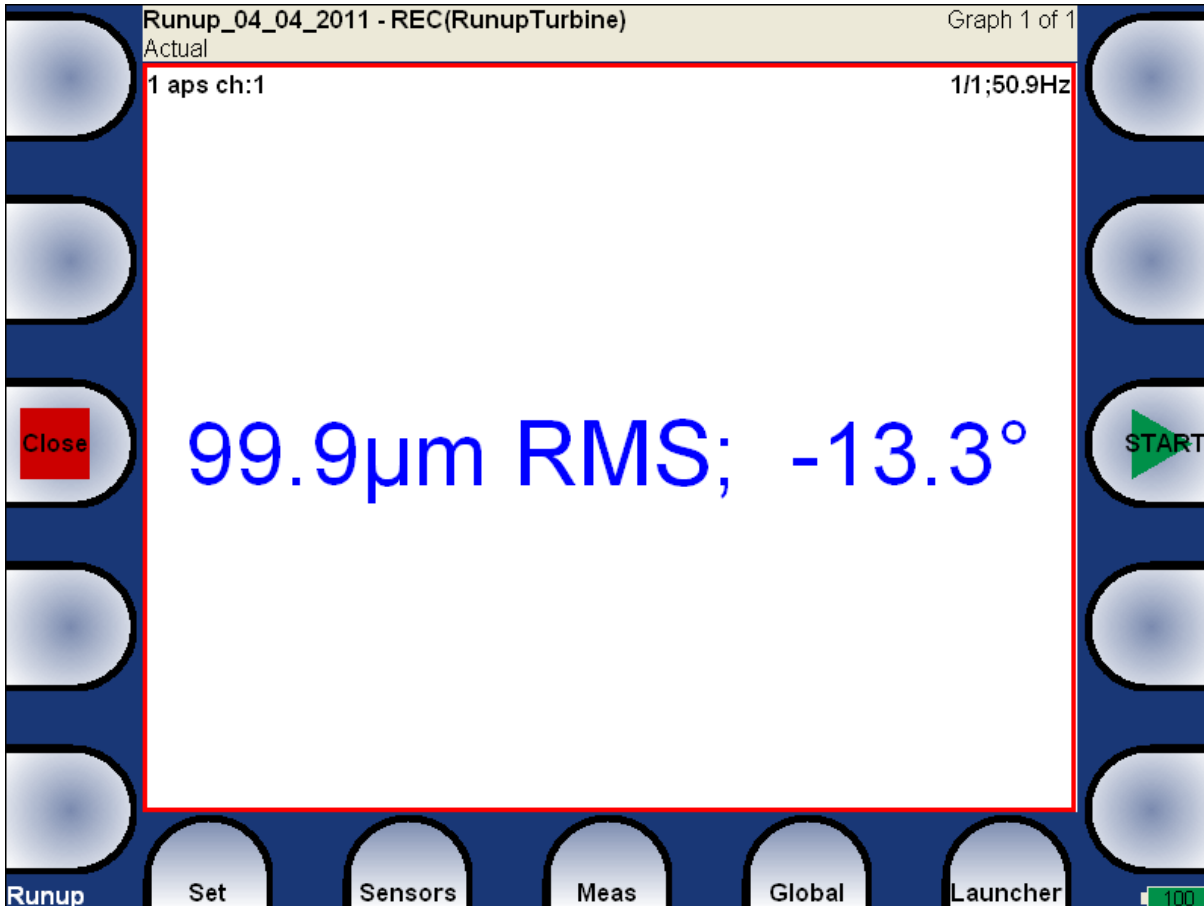 Runup_04_04_2011 - REC(RunupTurbine) Graph 1 of 1
Actual
1 aps ch:1 1/1;50.9Hz
Close
99.9µm RMS; -13.3°
START
Set Sensors Meas Global Launcher
Runup 100